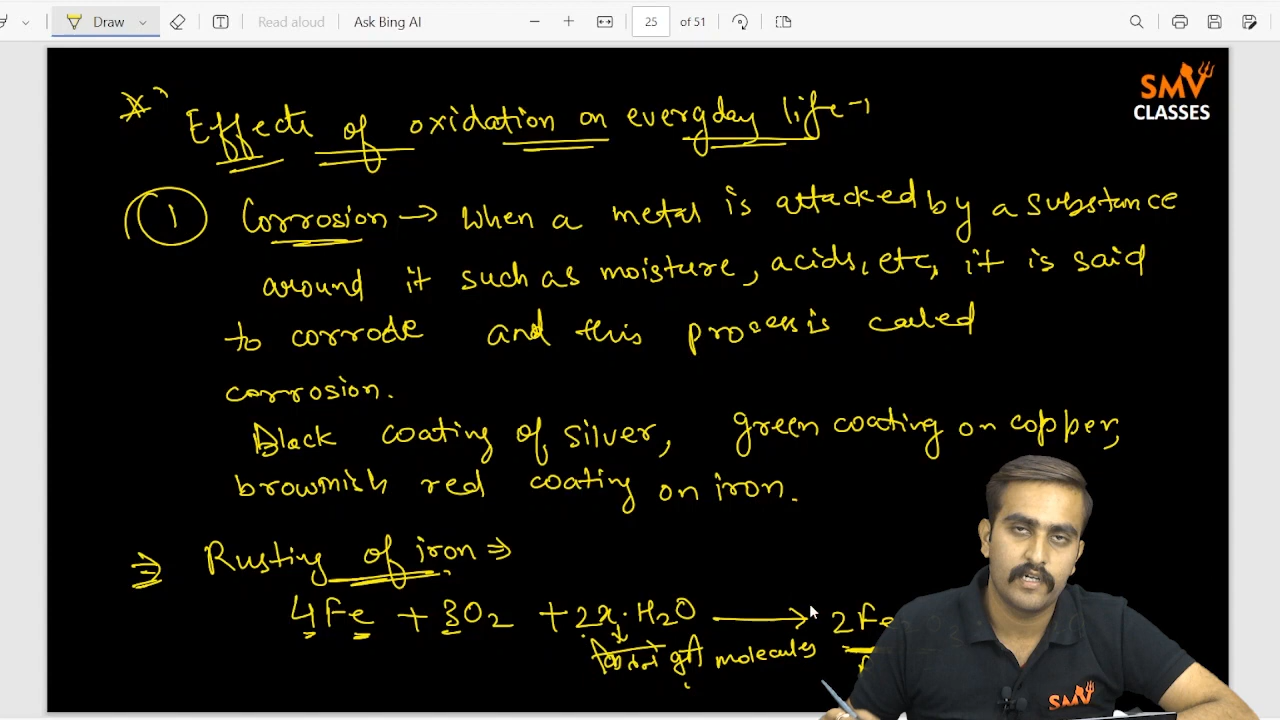 Draw
Read aloud
Ask Bing AI
25 of 51
SMV
CLASSES
Effects of oxidation on everyday life
1 Corrosion → When a metal is attacked by a substance
around it such as moisture, acids, etc, it is said
to corrode and this process is called
corrosion.
Black coating of silver, green coating on copper,
brownish red coating on iron.
⇒ Rusting of iron ⇒
4Fe + 3O2 + 2x.H2O → 2Fe
molecules
SMV
CLASSES